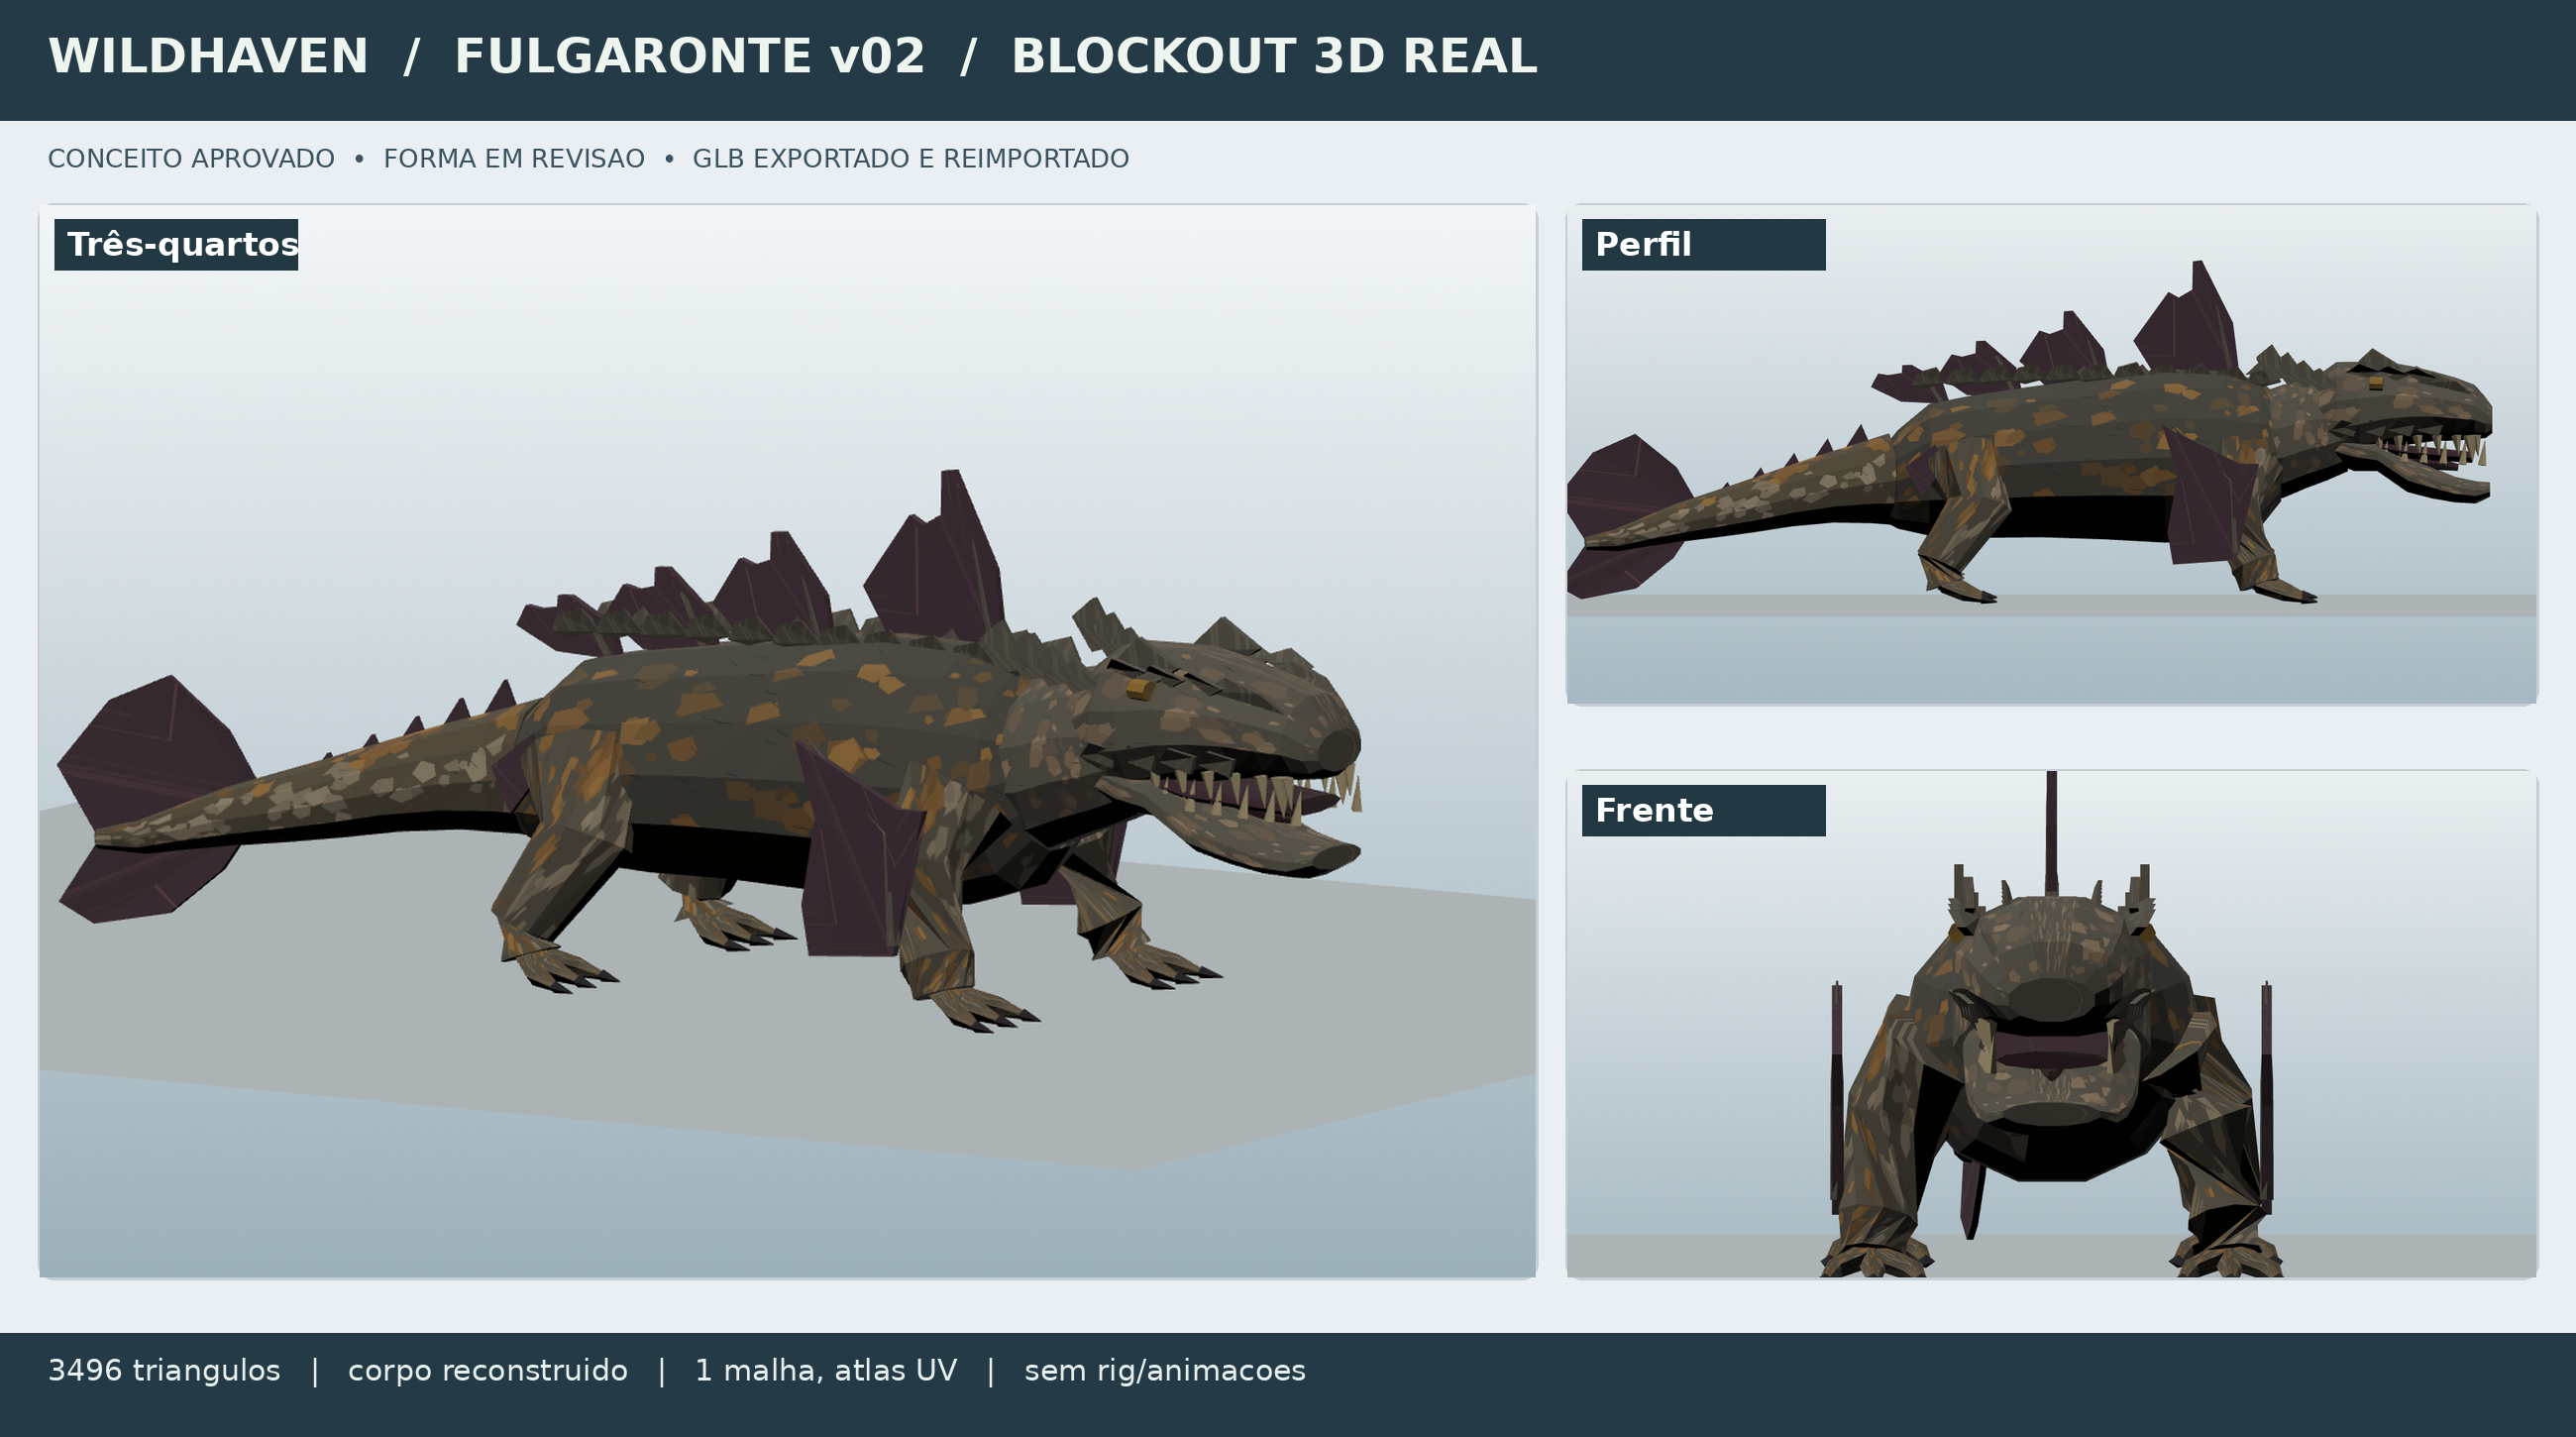 WILDHAVEN / FULGARONTE v02 / BLOCKOUT 3D REAL
CONCEITO APROVADO • FORMA EM REVISAO • GLB EXPORTADO E REIMPORTADO
Três-quartos
Perfil
Frente
3496 triangulos | corpo reconstruido | 1 malha, atlas UV | sem rig/animacoes